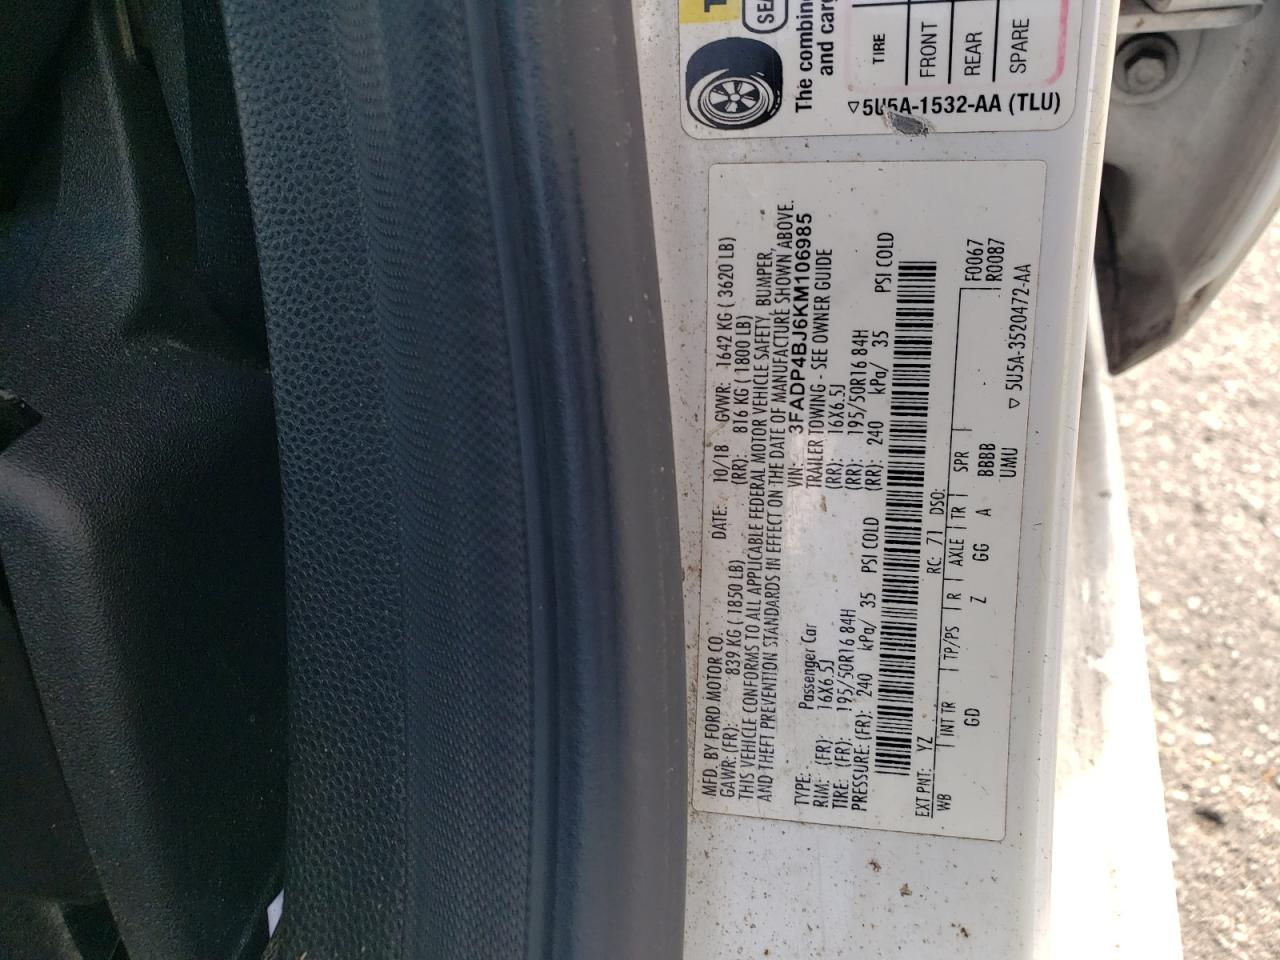 SEA
The combine
and carg
TIRE
FRONT
REAR
SPARE
5U5A-1532-AA (TLU)
MFD. BY FORD MOTOR CO. DATE: 10/18 GVWR: 1642 KG ( 3620 LB)
GAWR: (FR): 839 KG ( 1850 LB) (RR): 816 KG ( 1800 LB)
THIS VEHICLE CONFORMS TO ALL APPLICABLE FEDERAL MOTOR VEHICLE SAFETY, BUMPER,
AND THEFT PREVENTION STANDARDS IN EFFECT ON THE DATE OF MANUFACTURE SHOWN ABOVE.
VIN: 3FADP4BJ6KM106985
TYPE: Passenger Car TRAILER TOWING - SEE OWNER GUIDE
RIM: (FR): 16X6.5J (RR): 16X6.5J
TIRE: (FR): 195/50R16 84H (RR): 195/50R16 84H
PRESSURE: (FR): 240 kPa/ 35 PSI COLD (RR): 240 kPa/ 35 PSI COLD
EXT PNT: YZ RC: 71 DSO:
WB INT TR TP/PS R AXLE TR SPR F0067
GD Z GG A BBBB R0087
UMU
5U5A-3520472-AA